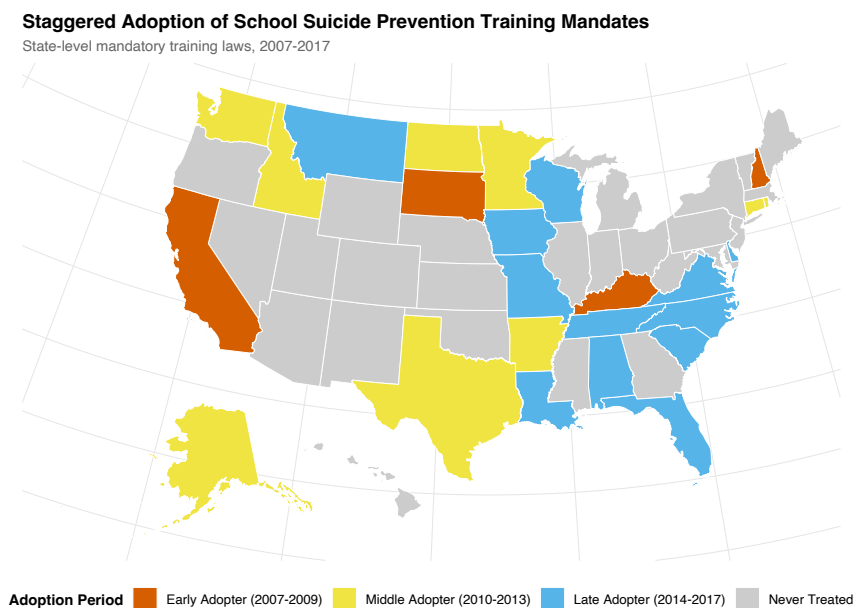 Staggered Adoption of School Suicide Prevention Training Mandates
State-level mandatory training laws, 2007-2017
Adoption Period Early Adopter (2007-2009) Middle Adopter (2010-2013) Late Adopter (2014-2017) Never Treated